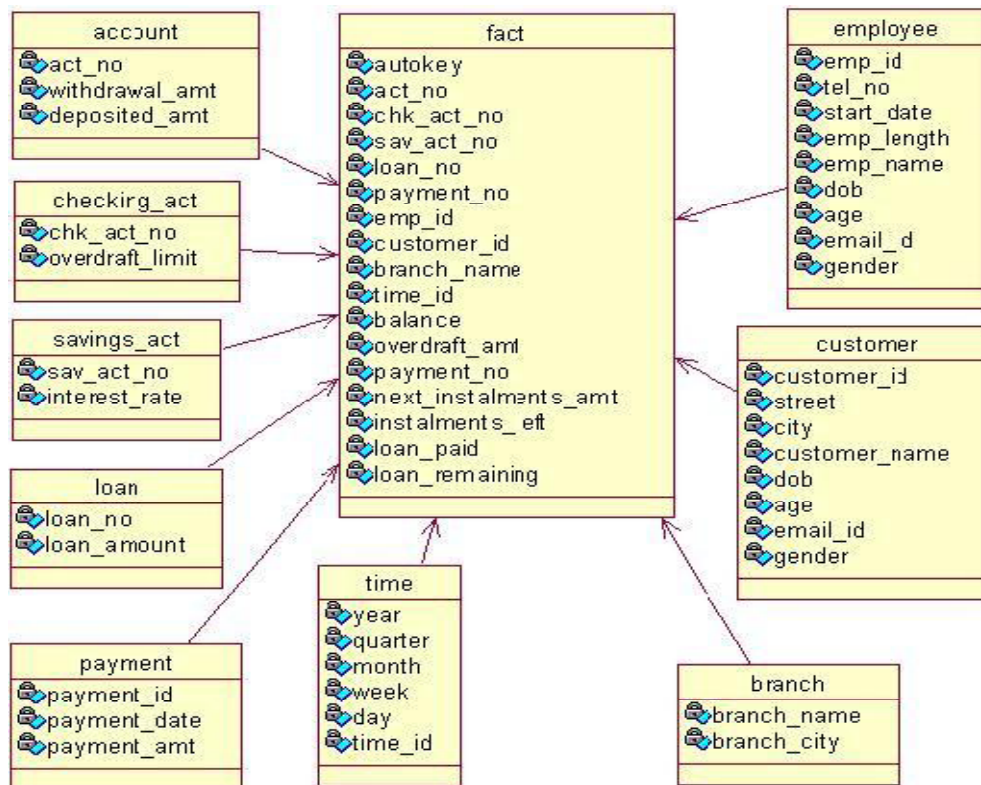 account
act_no
withdrawal_amt
deposited_amt
checking_act
chk_act_no
overdraft_limit
savings_act
sav_act_no
interest_rate
loan
loan_no
loan_amount
payment
payment_id
payment_date
payment_amt
fact
autokey
act_no
chk_act_no
sav_act_no
loan_no
payment_no
emp_id
customer_id
branch_name
time_id
balance
overdraft_amt
payment_no
next_instalments_amt
instalments_left
loan_paid
loan_remaining
time
year
quarter
month
week
day
time_id
employee
emp_id
tel_no
start_date
emp_length
emp_name
dob
age
email_id
gender
customer
customer_id
street
city
customer_name
dob
age
email_id
gender
branch
branch_name
branch_city